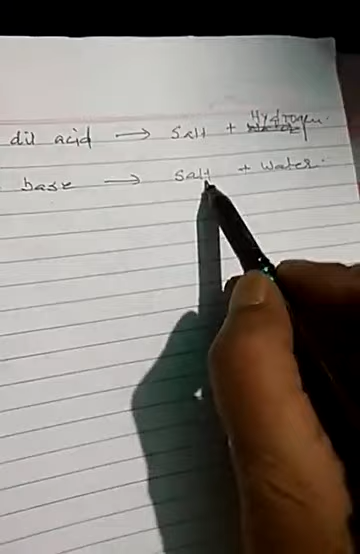 dil acid → Salt + Hydrogen.
base → Salt + Water.